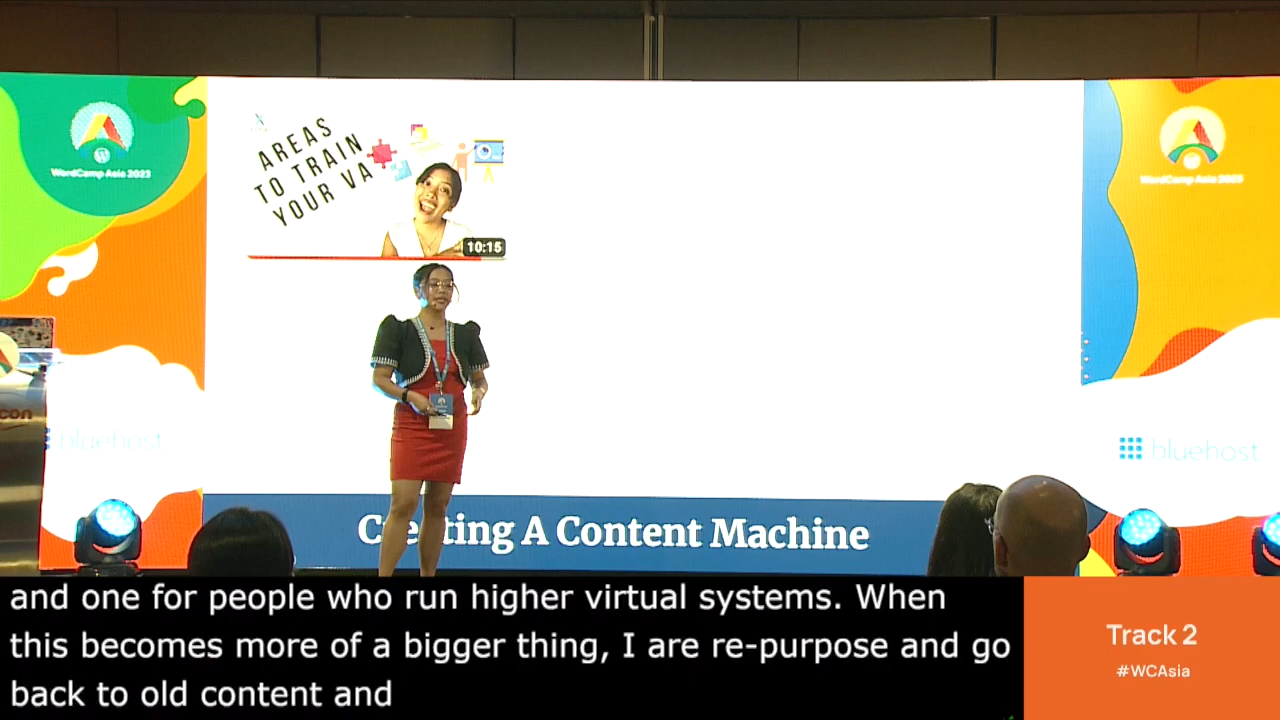 WordCamp Asia 2023
WordCamp Asia 2023
AREAS
TO TRAIN
YOUR VA
10:15
con
bluehost
bluehost
Creating A Content Machine
and one for people who run higher virtual systems. When
this becomes more of a bigger thing, I are re-purpose and go
back to old content and
Track 2
#WCAsia